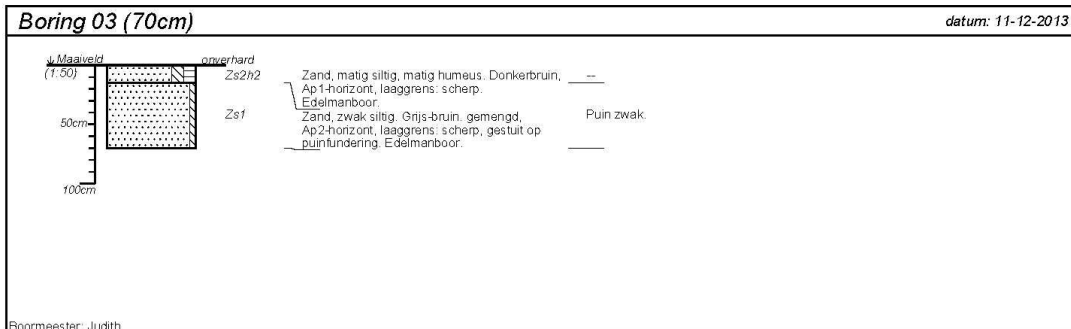 Boring 03 (70cm)
datum: 11-12-2013
↓ Maaiveld
onverhard
(1:50)
Zs2h2
Zand, matig siltig, matig humeus. Donkerbruin,
--
Ap1-horizont, laaggrens: scherp.
Edelmanboor.
50cm
Zs1
Zand, zwak siltig. Grijs-bruin. gemengd,
Puin zwak.
Ap2-horizont, laaggrens: scherp, gestuit op
puinfundering. Edelmanboor.
100cm
Boormeester: Judith